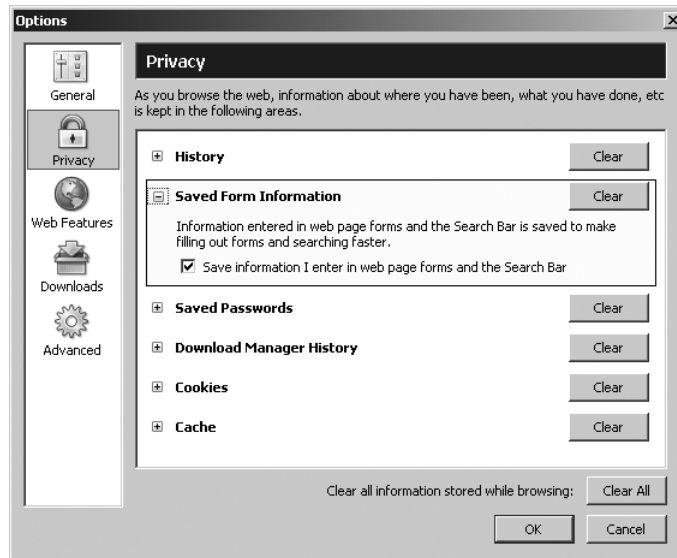 Options
General
Privacy
Web Features
Downloads
Advanced
Privacy
As you browse the web, information about where you have been, what you have done, etc
is kept in the following areas.
History Clear
Saved Form Information Clear
Information entered in web page forms and the Search Bar is saved to make
filling out forms and searching faster.
Save information I enter in web page forms and the Search Bar
Saved Passwords Clear
Download Manager History Clear
Cookies Clear
Cache Clear
Clear all information stored while browsing: Clear All
OK Cancel